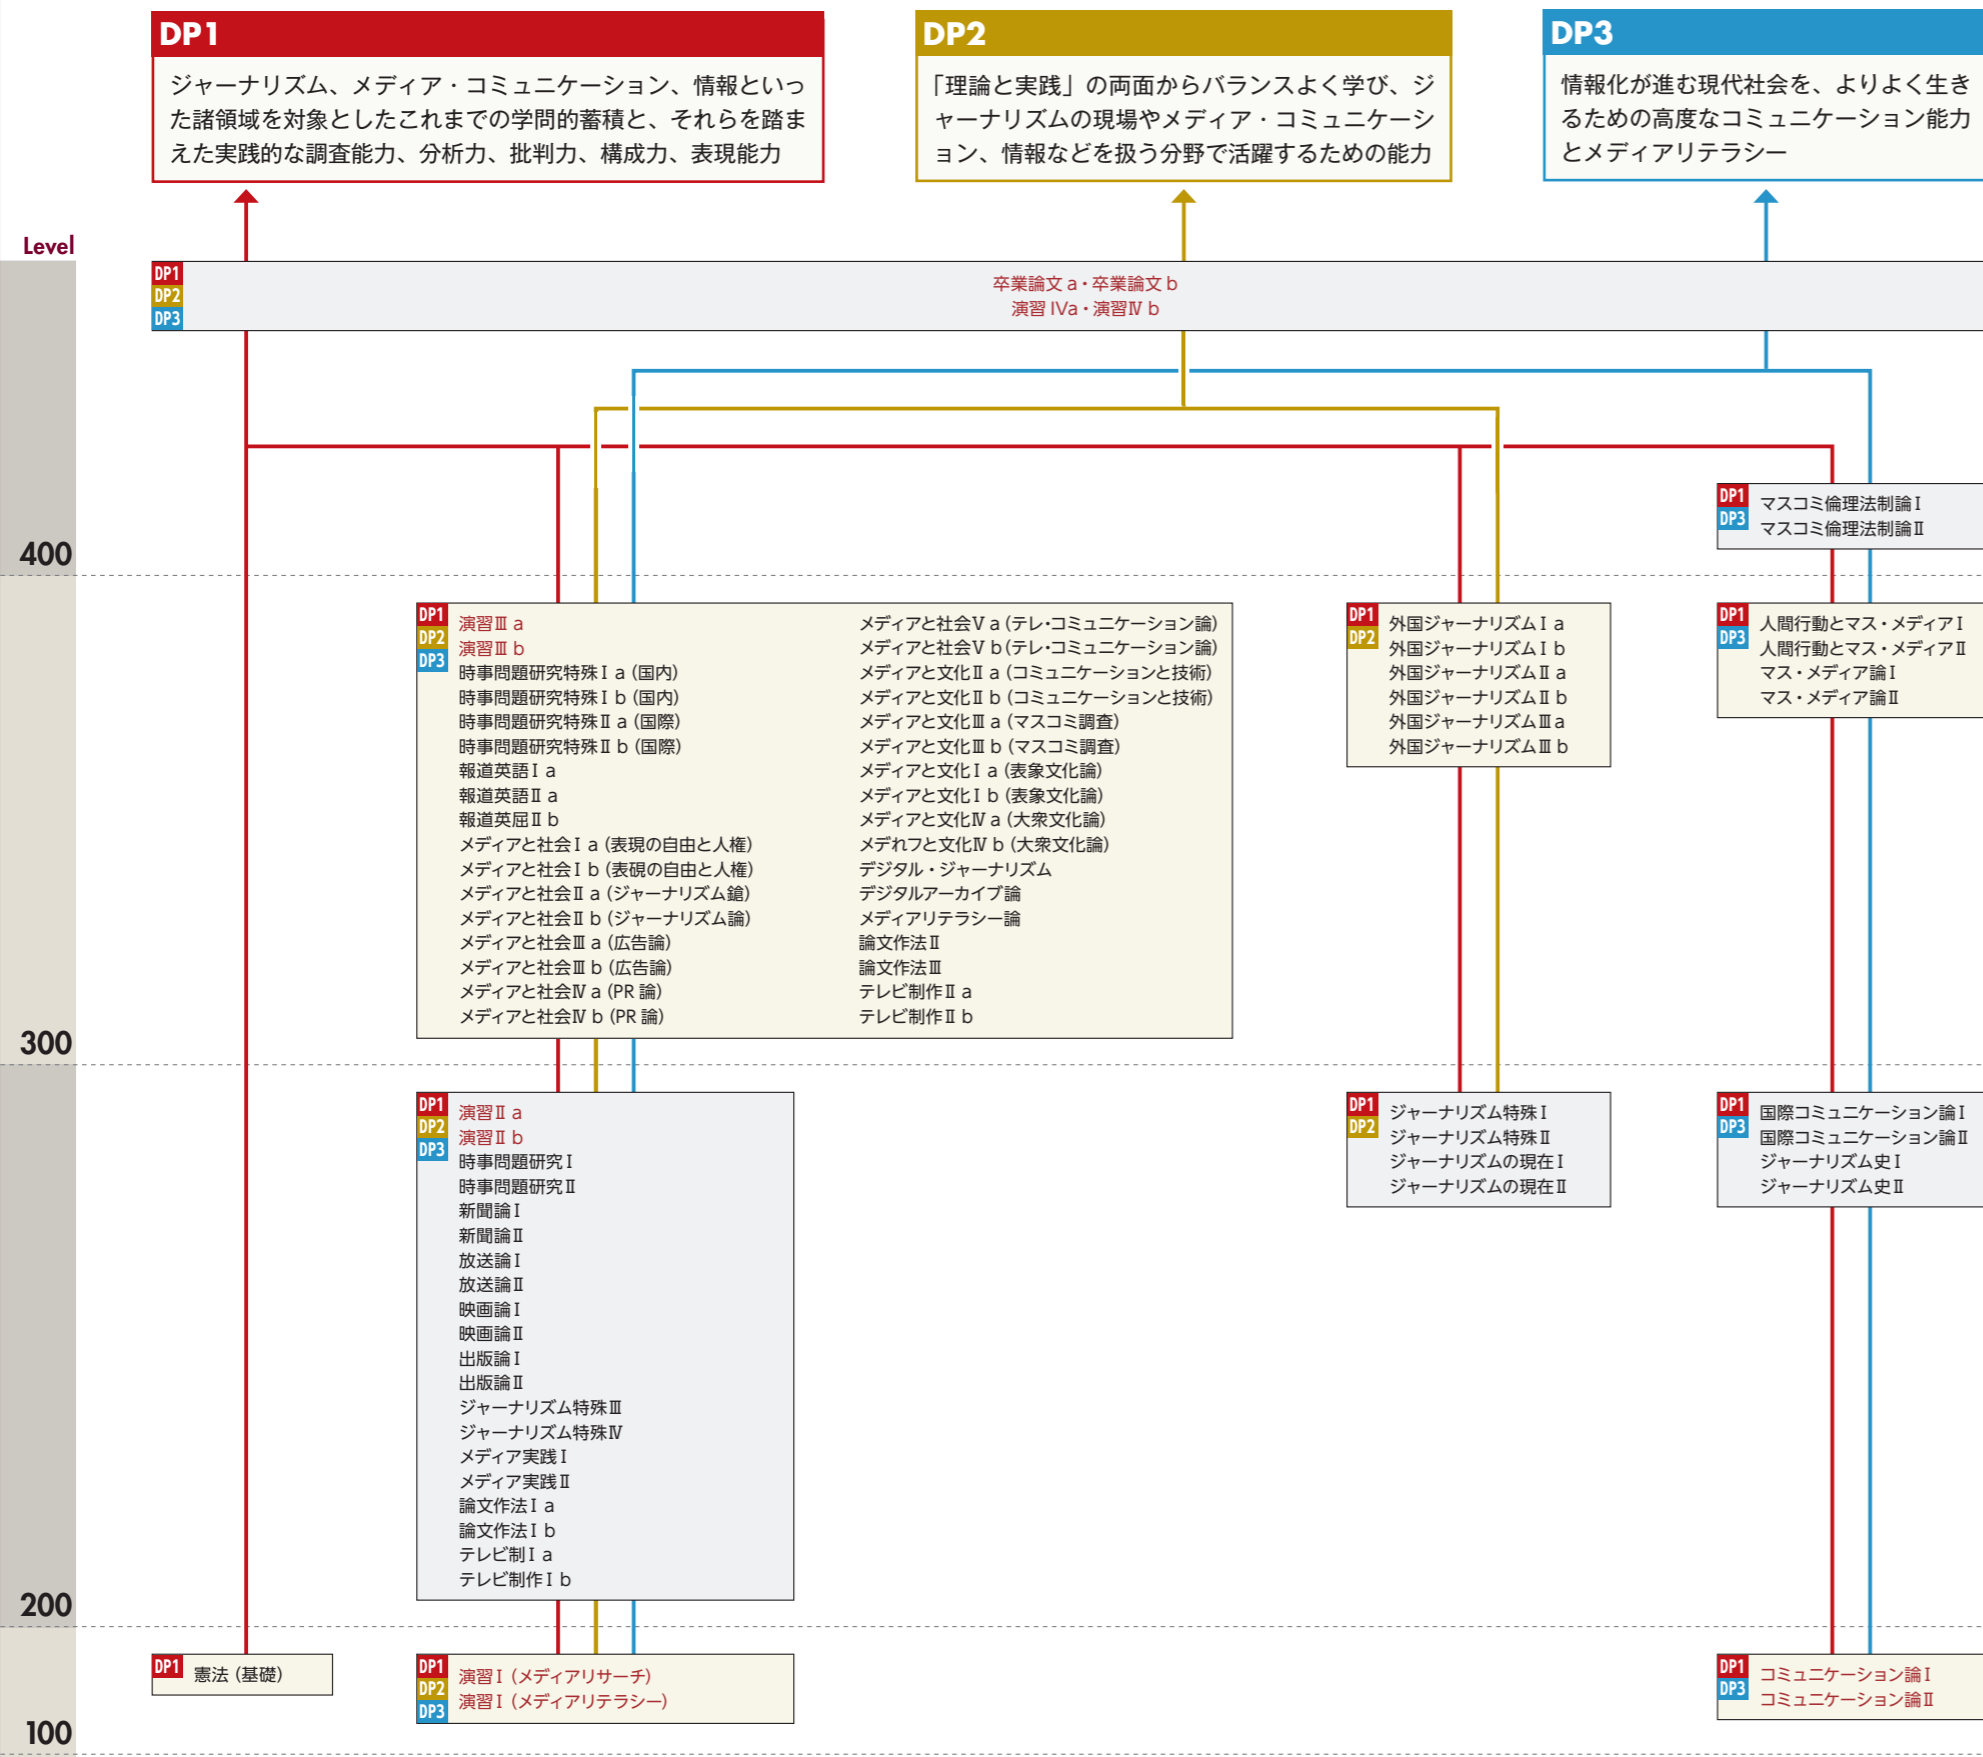 DP1
ジャーナリズム、メディア・コミュニケーション、情報といっ
た諸領域を対象としたこれまでの学問的蓄積と、それらを踏ま
えた実践的な調査能力、分析力、批判力、構成力、表現能力
DP2
「理論と実践」の両面からバランスよく学び、ジ
ャーナリズムの現場やメディア・コミュニケーシ
ョン、情報などを扱う分野で活躍するための能力
DP3
情報化が進む現代社会を、よりよく生き
るための高度なコミュニケーション能力
とメディアリテラシー
Level
DP1
DP2
DP3
卒業論文 a・卒業論文 b
演習 IVa・演習Ⅳ b
DP1
DP3
マスコミ倫理法制論Ⅰ
マスコミ倫理法制論Ⅱ
400
DP1
DP2
DP3
演習Ⅲ a
演習Ⅲ b
時事問題研究特殊Ⅰ a (国内)
時事問題研究特殊Ⅰ b (国内)
時事問題研究特殊Ⅱ a (国際)
時事問題研究特殊Ⅱ b (国際)
報道英語Ⅰ a
報道英語Ⅱ a
報道英屈Ⅱ b
メディアと社会Ⅰ a (表現の自由と人権)
メディアと社会Ⅰ b (表硯の自由と人権)
メディアと社会Ⅱ a (ジャーナリズム鎗)
メディアと社会Ⅱ b (ジャーナリズム論)
メディアと社会Ⅲ a (広告論)
メディアと社会Ⅲ b (広告論)
メディアと社会Ⅳ a (PR 論)
メディアと社会Ⅳ b (PR 論)
メディアと社会Ⅴ a (テレ・コミュニケーション論)
メディアと社会Ⅴ b (テレ・コミュニケーション論)
メディアと文化Ⅱ a (コミュニケーションと技術)
メディアと文化Ⅱ b (コミュニケーションと技術)
メディアと文化Ⅲ a (マスコミ調査)
メディアと文化Ⅲ b (マスコミ調査)
メディアと文化Ⅰ a (表象文化論)
メディアと文化Ⅰ b (表象文化論)
メディアと文化Ⅳ a (大衆文化論)
メデれフと文化Ⅳ b (大衆文化論)
デジタル・ジャーナリズム
デジタルアーカイブ論
メディアリテラシー論
論文作法Ⅱ
論文作法Ⅲ
テレビ制作Ⅱ a
テレビ制作Ⅱ b
DP1
DP2
外国ジャーナリズムⅠ a
外国ジャーナリズムⅠ b
外国ジャーナリズムⅡ a
外国ジャーナリズムⅡ b
外国ジャーナリズムⅢ a
外国ジャーナリズムⅢ b
DP1
DP3
人間行動とマス・メディアⅠ
人間行動とマス・メディアⅡ
マス・メディア論Ⅰ
マス・メディア論Ⅱ
300
DP1
DP2
DP3
演習Ⅱ a
演習Ⅱ b
時事問題研究Ⅰ
時事問題研究Ⅱ
新聞論Ⅰ
新聞論Ⅱ
放送論Ⅰ
放送論Ⅱ
映画論Ⅰ
映画論Ⅱ
出版論Ⅰ
出版論Ⅱ
ジャーナリズム特殊Ⅲ
ジャーナリズム特殊Ⅳ
メディア実践Ⅰ
メディア実践Ⅱ
論文作法Ⅰ a
論文作法Ⅰ b
テレビ制Ⅰ a
テレビ制作Ⅰ b
DP1
DP2
ジャーナリズム特殊Ⅰ
ジャーナリズム特殊Ⅱ
ジャーナリズムの現在Ⅰ
ジャーナリズムの現在Ⅱ
DP1
DP3
国際コミュニケーション論Ⅰ
国際コミュニケーション論Ⅱ
ジャーナリズム史Ⅰ
ジャーナリズム史Ⅱ
200
DP1
憲法 (基礎)
DP1
DP2
DP3
演習Ⅰ (メディアリサーチ)
演習Ⅰ (メディアリテラシー)
DP1
DP3
コミュニケーション論Ⅰ
コミュニケーション論Ⅱ
100